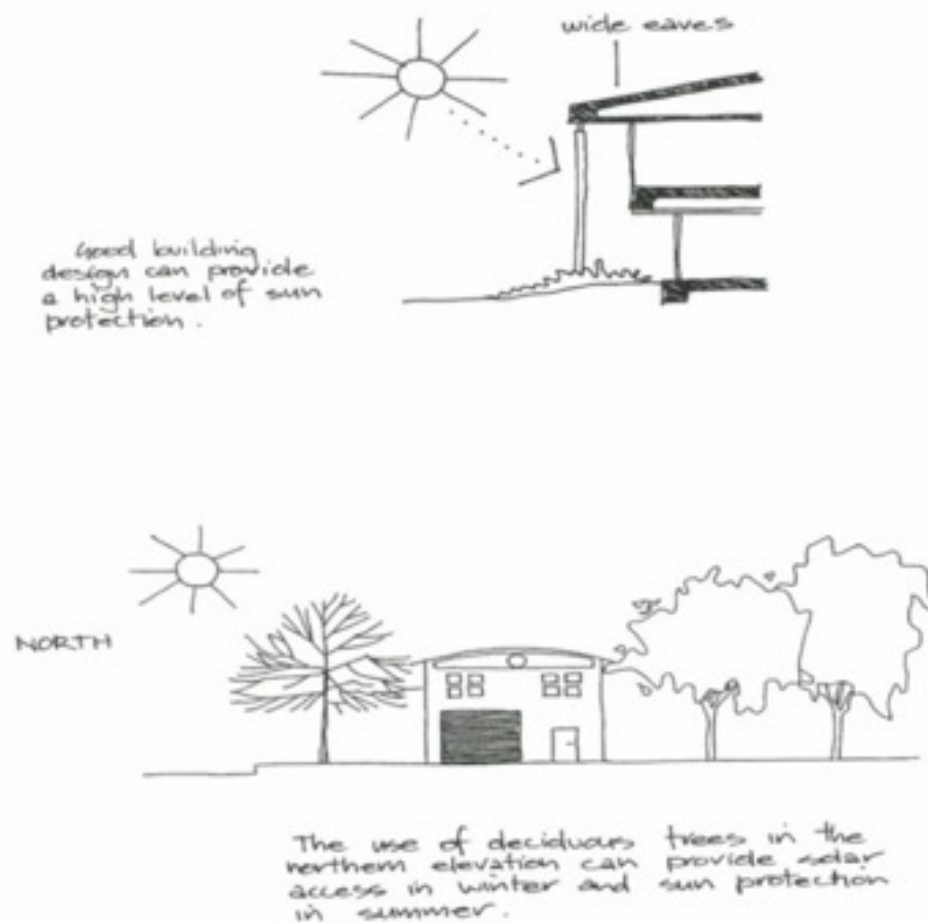 wide eaves
Good building
design can provide
a high level of sun
protection.
NORTH
The use of deciduous trees in the
northern elevation can provide solar
access in winter and sun protection
in summer.